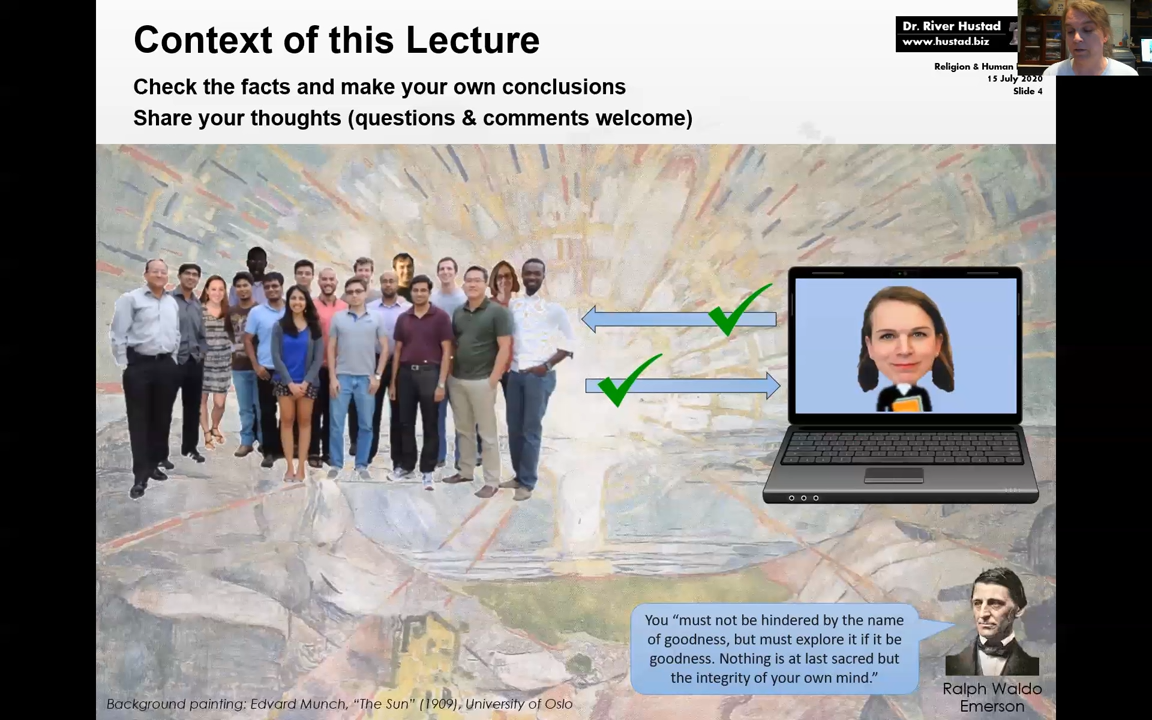 Context of this Lecture
Check the facts and make your own conclusions
Share your thoughts (questions & comments welcome)
Dr. River Hustad
www.hustad.biz
Religion & Human
15 July 2020
Slide 4
You “must not be hindered by the name
of goodness, but must explore it if it be
goodness. Nothing is at last sacred but
the integrity of your own mind.”
Ralph Waldo
Emerson
Background painting: Edvard Munch, “The Sun” (1909), University of Oslo